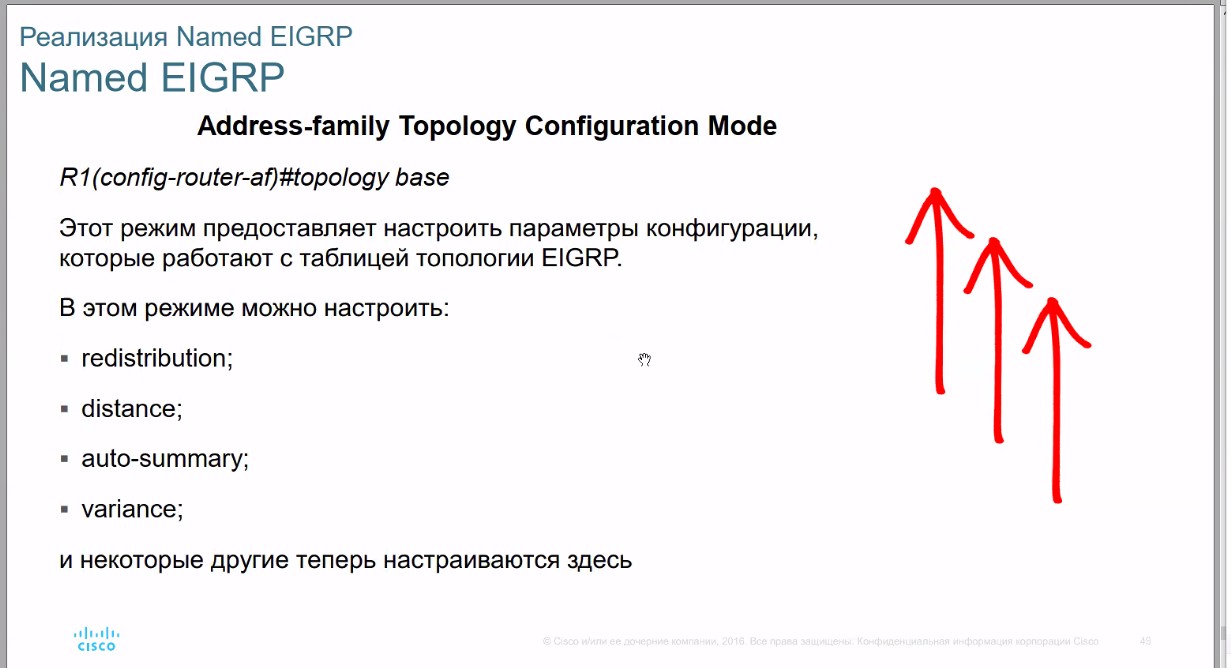 Реализация Named EIGRP
Named EIGRP
Address-family Topology Configuration Mode
R1(config-router-af)#topology base
Этот режим предоставляет настроить параметры конфигурации,
которые работают с таблицей топологии EIGRP.
В этом режиме можно настроить:
▪ redistribution;
▪ distance;
▪ auto-summary;
▪ variance;
и некоторые другие теперь настраиваются здесь
CISCO
© Cisco и/или ее дочерние компании, 2016. Все права защищены. Конфиденциальная информация корпорации Cisco